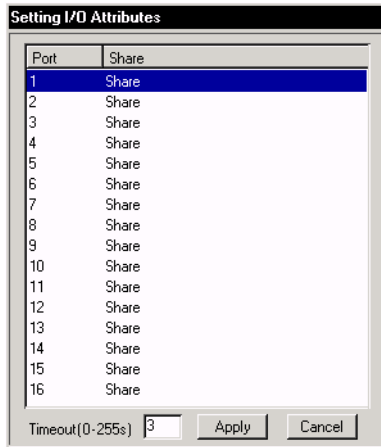 Setting I/O Attributes
Port Share
1 Share
2 Share
3 Share
4 Share
5 Share
6 Share
7 Share
8 Share
9 Share
10 Share
11 Share
12 Share
13 Share
14 Share
15 Share
16 Share
Timeout(0-255s) 3 Apply Cancel